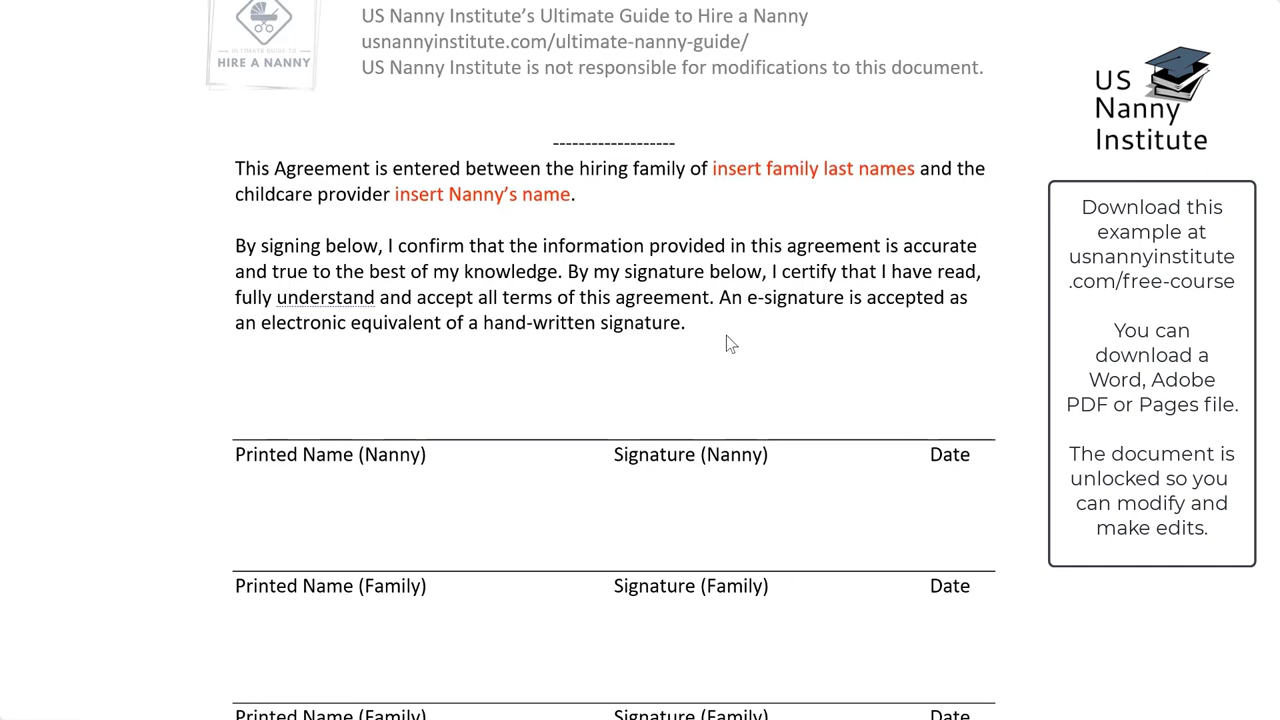 ULTIMATE GUIDE TO
HIRE A NANNY
US Nanny Institute's Ultimate Guide to Hire a Nanny
usnannyinstitute.com/ultimate-nanny-guide/
US Nanny Institute is not responsible for modifications to this document.
-------------------
This Agreement is entered between the hiring family of insert family last names and the
childcare provider insert Nanny's name.
By signing below, I confirm that the information provided in this agreement is accurate
and true to the best of my knowledge. By my signature below, I certify that I have read,
fully understand and accept all terms of this agreement. An e-signature is accepted as
an electronic equivalent of a hand-written signature.
Printed Name (Nanny) Signature (Nanny) Date
Printed Name (Family) Signature (Family) Date
Printed Name (Family) Signature (Family) Date
US
Nanny
Institute
Download this
example at
usnannyinstitute
.com/free-course
You can
download a
Word, Adobe
PDF or Pages file.
The document is
unlocked so you
can modify and
make edits.